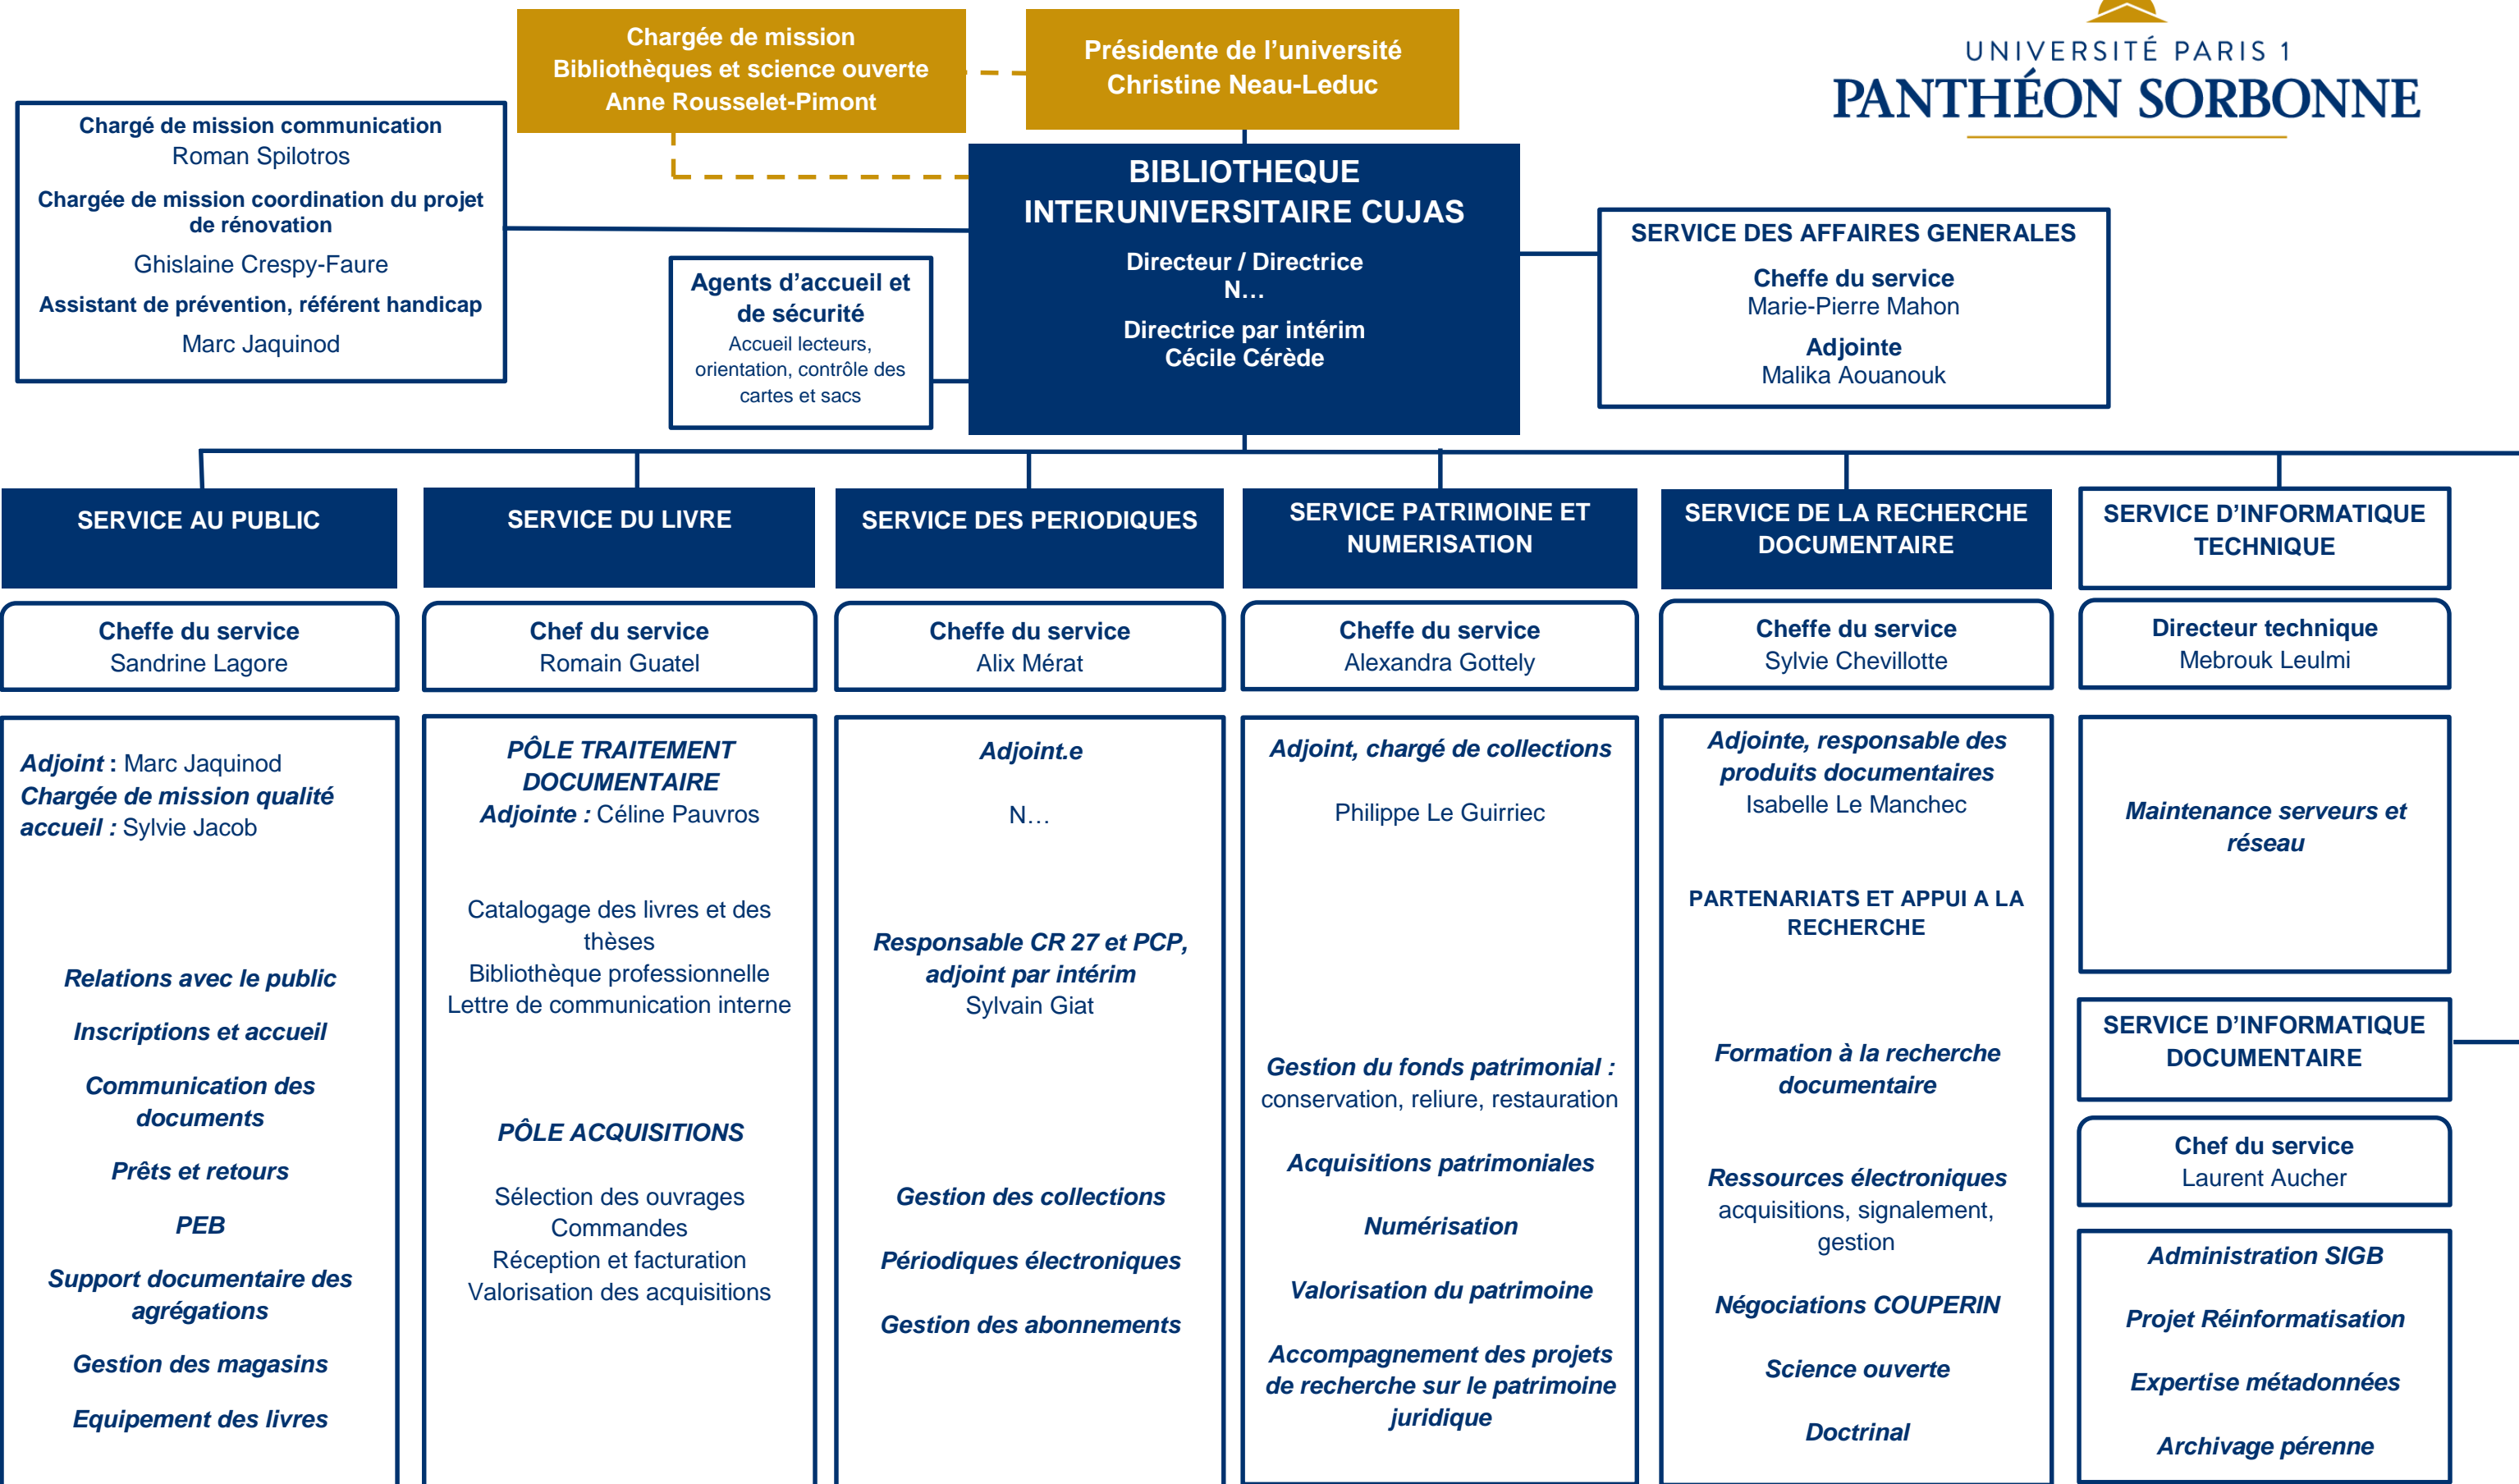 Chargée de mission
Bibliothèques et science ouverte
Anne Rousselet-Pimont
Présidente de l'université
Christine Neau-Leduc
UNIVERSITÉ PARIS 1
PANTHÉON SORBONNE
Chargé de mission communication
Roman Spilotros
Chargée de mission coordination du projet
de rénovation
Ghislaine Crespy-Faure
Assistant de prévention, référent handicap
Marc Jaquinod
Agents d'accueil et
de sécurité
Accueil lecteurs,
orientation, contrôle des
cartes et sacs
BIBLIOTHEQUE
INTERUNIVERSITAIRE CUJAS
Directeur / Directrice
N…
Directrice par intérim
Cécile Cérède
SERVICE DES AFFAIRES GENERALES
Cheffe du service
Marie-Pierre Mahon
Adjointe
Malika Aouanouk
SERVICE AU PUBLIC
Cheffe du service
Sandrine Lagore
Adjoint : Marc Jaquinod
Chargée de mission qualité
accueil : Sylvie Jacob
Relations avec le public
Inscriptions et accueil
Communication des
documents
Prêts et retours
PEB
Support documentaire des
agrégations
Gestion des magasins
Equipement des livres
SERVICE DU LIVRE
Chef du service
Romain Guatel
PÔLE TRAITEMENT
DOCUMENTAIRE
Adjointe : Céline Pauvros
Catalogage des livres et des
thèses
Bibliothèque professionnelle
Lettre de communication interne
PÔLE ACQUISITIONS
Sélection des ouvrages
Commandes
Réception et facturation
Valorisation des acquisitions
SERVICE DES PERIODIQUES
Cheffe du service
Alix Mérat
Adjoint.e
N…
Responsable CR 27 et PCP,
adjoint par intérim
Sylvain Giat
Gestion des collections
Périodiques électroniques
Gestion des abonnements
SERVICE PATRIMOINE ET
NUMERISATION
Cheffe du service
Alexandra Gottely
Adjoint, chargé de collections
Philippe Le Guirriec
Gestion du fonds patrimonial :
conservation, reliure, restauration
Acquisitions patrimoniales
Numérisation
Valorisation du patrimoine
Accompagnement des projets
de recherche sur le patrimoine
juridique
SERVICE DE LA RECHERCHE
DOCUMENTAIRE
Cheffe du service
Sylvie Chevillotte
Adjointe, responsable des
produits documentaires
Isabelle Le Manchec
PARTENARIATS ET APPUI A LA
RECHERCHE
Formation à la recherche
documentaire
Ressources électroniques
acquisitions, signalement,
gestion
Négociations COUPERIN
Science ouverte
Doctrinal
SERVICE D'INFORMATIQUE
TECHNIQUE
Directeur technique
Mebrouk Leulmi
Maintenance serveurs et
réseau
SERVICE D'INFORMATIQUE
DOCUMENTAIRE
Chef du service
Laurent Aucher
Administration SIGB
Projet Réinformatisation
Expertise métadonnées
Archivage pérenne